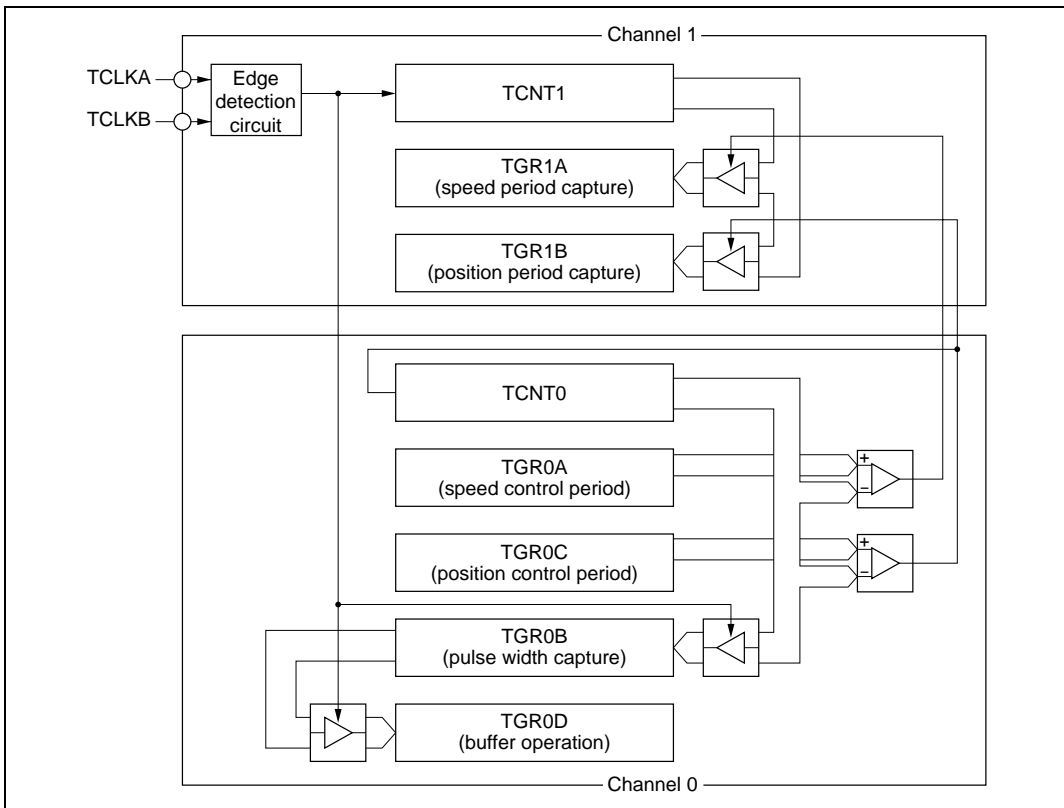 Channel 1
TCLKA
TCLKB
Edge
detection
circuit
TCNT1
TGR1A
(speed period capture)
TGR1B
(position period capture)
TCNT0
TGR0A
(speed control period)
+
−
TGR0C
(position control period)
+
−
TGR0B
(pulse width capture)
TGR0D
(buffer operation)
Channel 0